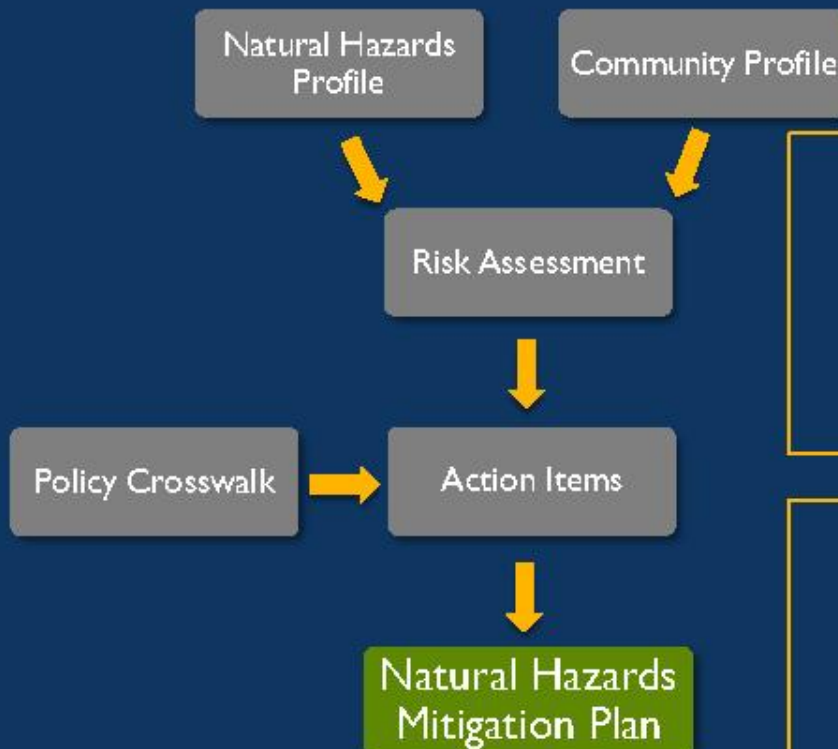 Natural Hazards
Profile
Community Profile
Risk Assessment
Policy Crosswalk
Action Items
Natural Hazards
Mitigation Plan